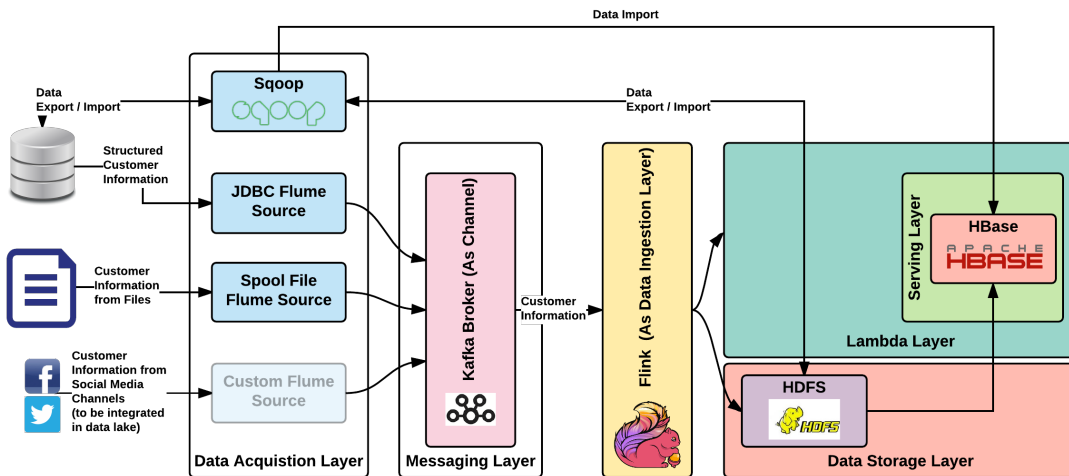 Data Import
Sqoop
sqoop
Data
Export / Import
Data
Export / Import
Structured
Customer
Information
JDBC Flume
Source
Customer
Information
from Files
Spool File
Flume Source
Customer
Information from
Social Media
Channels
(to be integrated
in data lake)
Custom Flume
Source
Data Acquistion Layer
Kafka Broker (As Channel)
Messaging Layer
Customer
Information
Flink (As Data Ingestion Layer)
Serving Layer
HBase
APACHE
HBASE
Lambda Layer
HDFS
HDFS
Data Storage Layer